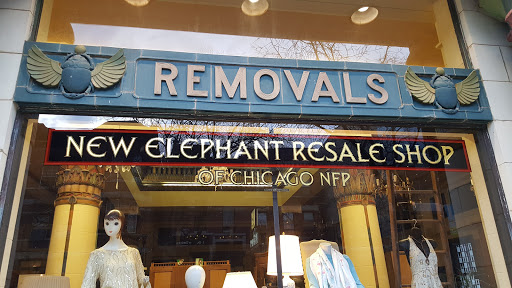 REMOVALS
NEW ELEPHANT RESALE SHOP
OF CHICAGO NFP